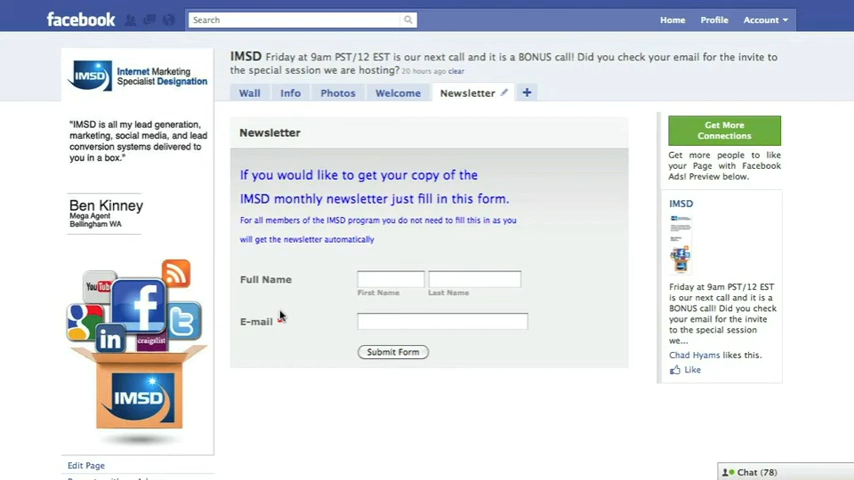 facebook
Search
Home Profile Account
IMSD Friday at 9am PST/12 EST is our next call and it is a BONUS call! Did you check your email for the invite to
the special session we are hosting? 20 hours ago clear
Wall Info Photos Welcome Newsletter +
IMSD Internet Marketing
Specialist Designation
"IMSD is all my lead generation,
marketing, social media, and lead
conversion systems delivered to
you in a box."
Ben Kinney
Mega Agent
Bellingham WA
You
in
craigslist
IMSD
Edit Page
Newsletter
If you would like to get your copy of the
IMSD monthly newsletter just fill in this form.
For all members of the IMSD program you do not need to fill this in as you
will get the newsletter automatically
Full Name
First Name Last Name
E-mail
Submit Form
Get More
Connections
Get more people to like
your Page with Facebook
Ads! Preview below.
IMSD
Friday at 9am PST/12
EST is our next call
and it is a BONUS call!
Did you check your
email for the invite to
the special session
we...
Chad Hyams likes this.
Like
Chat (78)